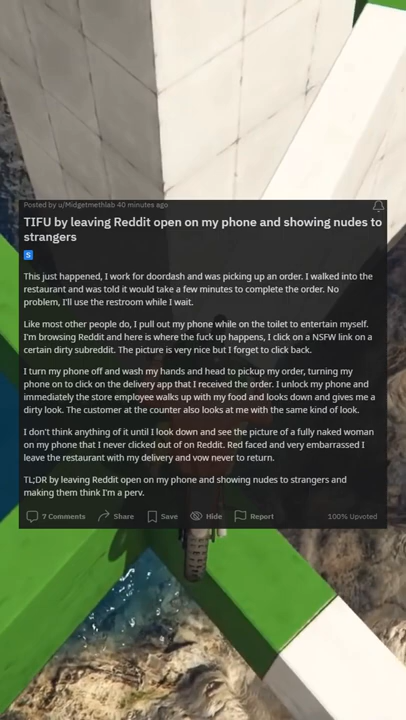 Posted by u/Midgetmethlab 40 minutes ago
TIFU by leaving Reddit open on my phone and showing nudes to
strangers
S
This just happened, I work for doordash and was picking up an order. I walked into the
restaurant and was told it would take a few minutes to complete the order. No
problem, I'll use the restroom while I wait.
Like most other people do, I pull out my phone while on the toilet to entertain myself.
I'm browsing Reddit and here is where the fuck up happens, I click on a NSFW link on a
certain dirty subreddit. The picture is very nice but I forget to click back.
I turn my phone off and wash my hands and head to pickup my order, turning my
phone on to click on the delivery app that I received the order. I unlock my phone and
immediately the store employee walks up with my food and looks down and gives me a
dirty look. The customer at the counter also looks at me with the same kind of look.
I don't think anything of it until I look down and see the picture of a fully naked woman
on my phone that I never clicked out of on Reddit. Red faced and very embarrassed I
leave the restaurant with my delivery and vow never to return.
TL;DR by leaving Reddit open on my phone and showing nudes to strangers and
making them think I'm a perv.
7 Comments Share Save Hide Report 100% Upvoted